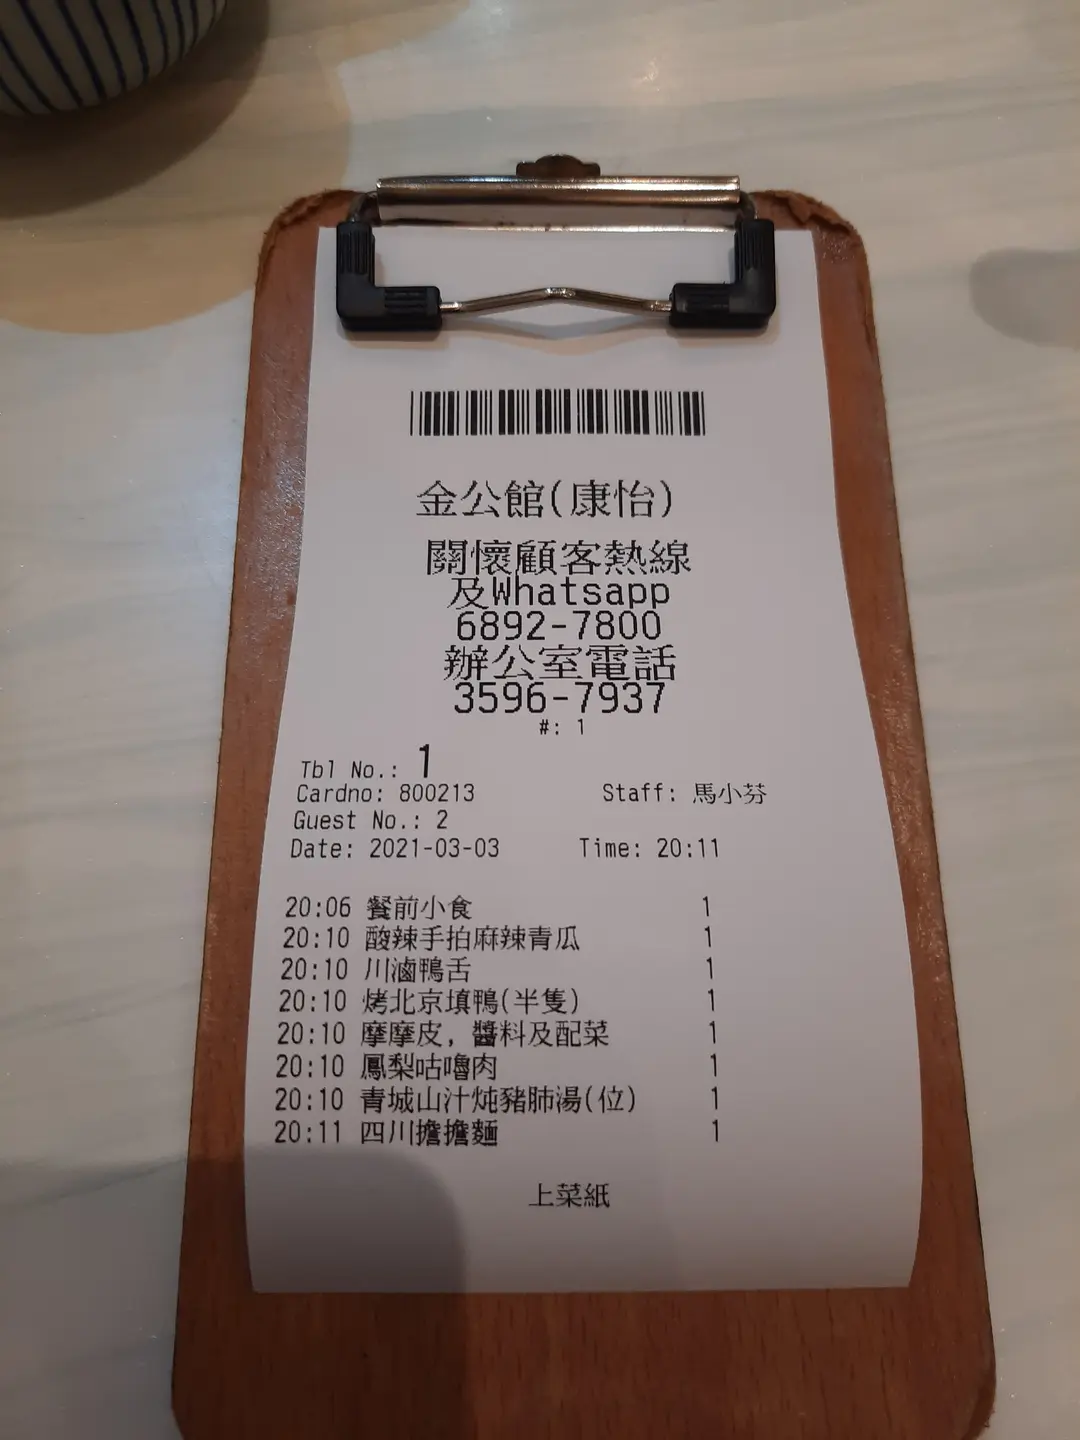 金公館(康怡)
關懷顧客熱線
及Whatsapp
6892-7800
辦公室電話
3596-7937
#: 1
Tbl No.: 1
Cardno: 800213 Staff: 馬小芬
Guest No.: 2
Date: 2021-03-03 Time: 20:11
20:06 餐前小食 1
20:10 酸辣手拍麻辣青瓜 1
20:10 川滷鴨舌 1
20:10 烤北京填鴨(半隻) 1
20:10 摩摩皮, 醬料及配菜 1
20:10 鳳梨咕嚕肉 1
20:10 青城山汁炖豬肺湯(位) 1
20:11 四川擔擔麵 1
上菜紙